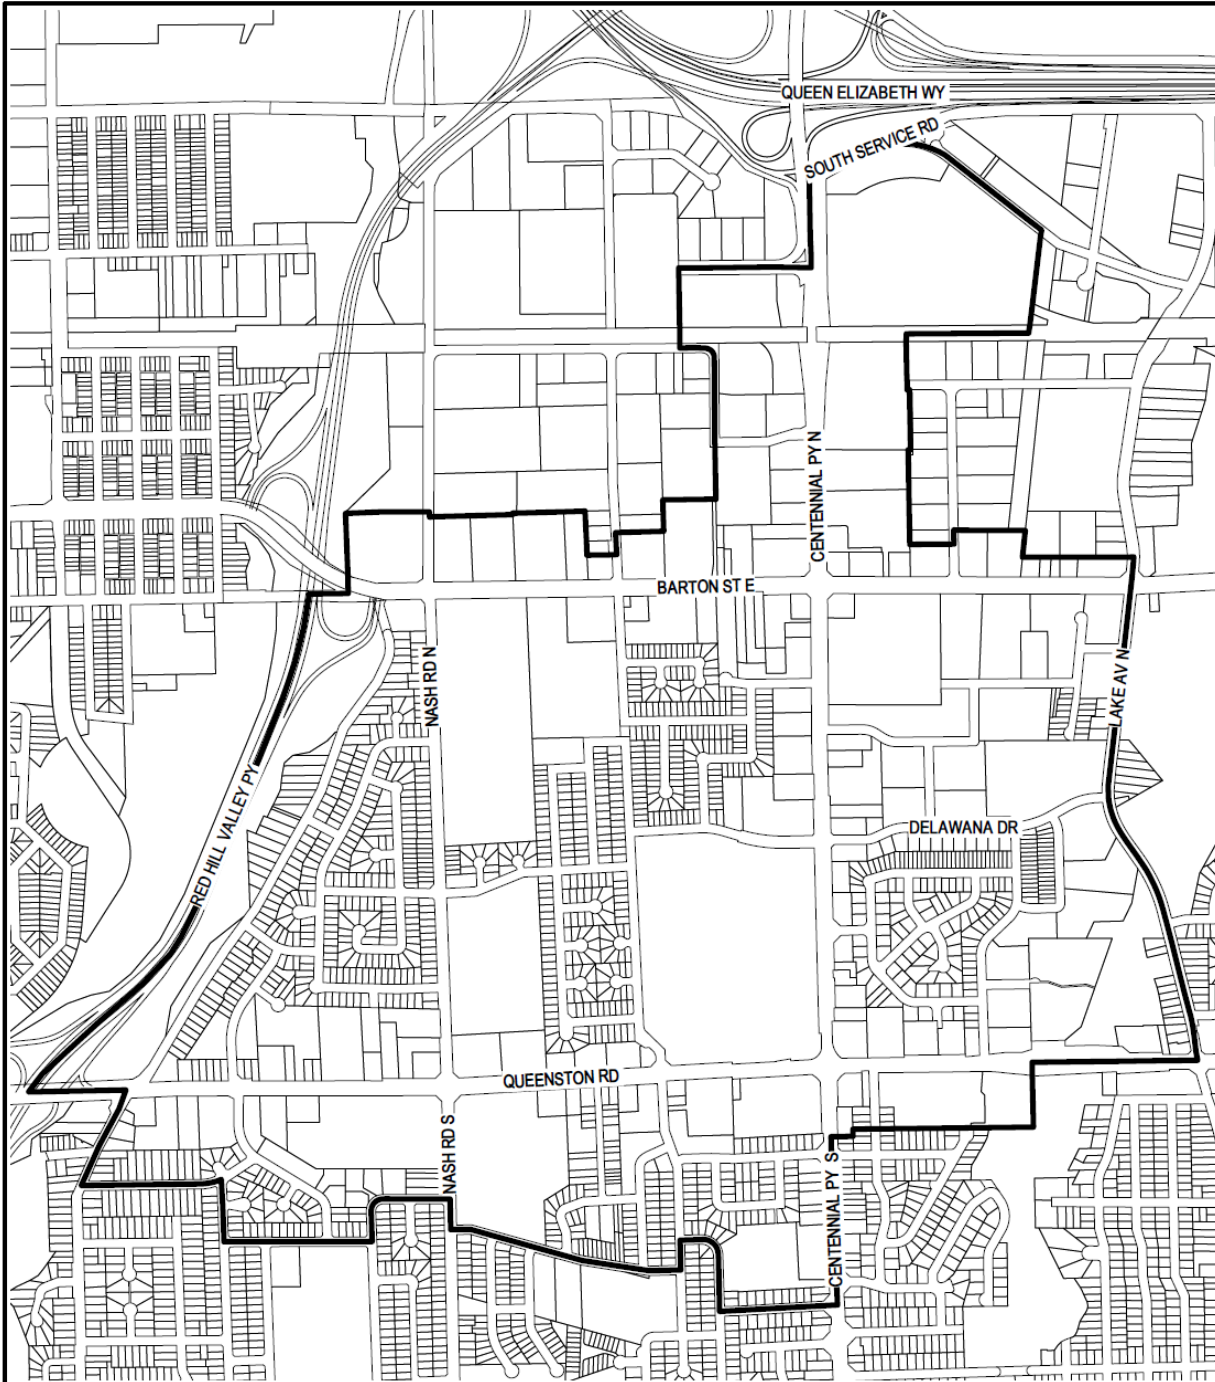 QUEEN ELIZABETH WY
SOUTH SERVICE RD
CENTENNIAL PY N
BARTON ST E
NASH RD N
LAKE AV N
RED HILL VALLEY PY
DELAWANA DR
QUEENSTON RD
NASH RD S
CENTENNIAL PY S